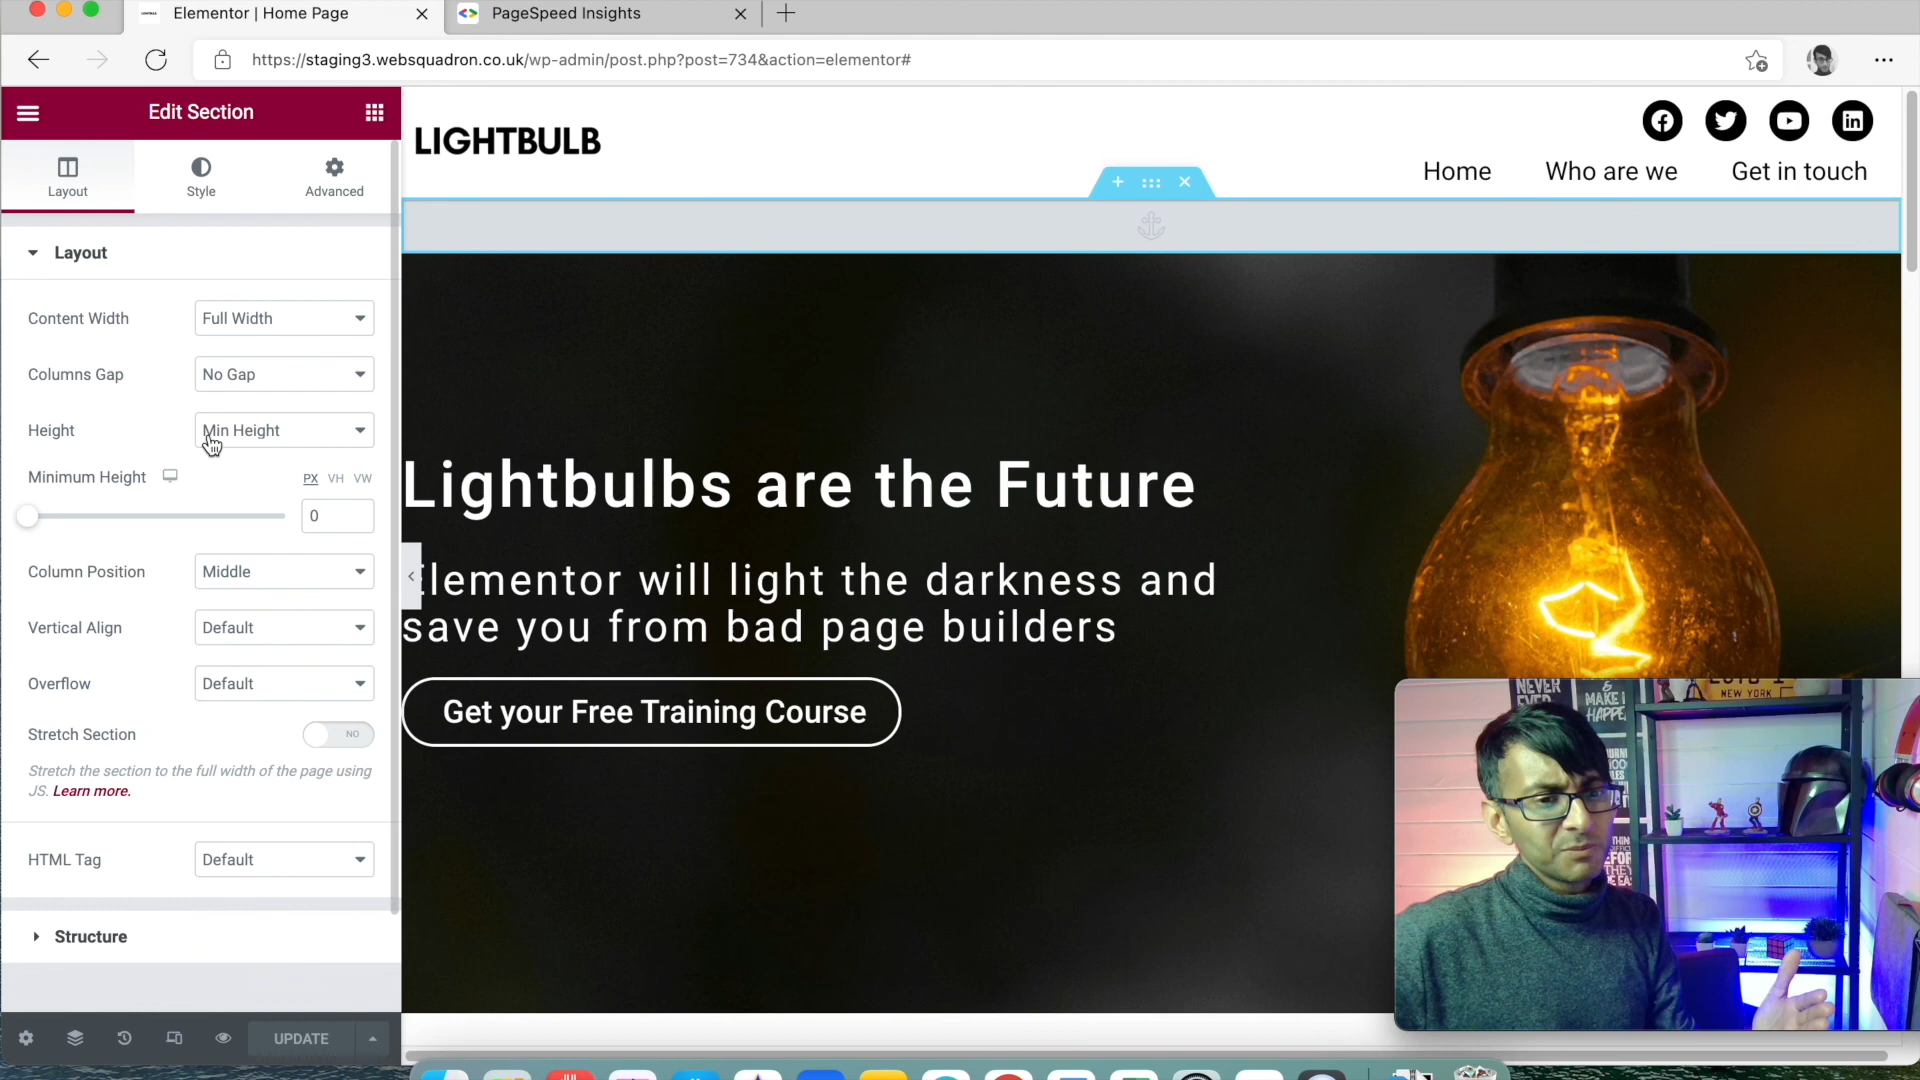 Elementor | Home Page
PageSpeed Insights
https://staging3.websquadron.co.uk/wp-admin/post.php?post=734&action=elementor#
Edit Section
Layout
Style
Advanced
LIGHTBULB
Home
Who are we
Get in touch
Layout
Content Width
Full Width
Columns Gap
No Gap
Height
Min Height
Minimum Height
PX VH VW
0
Column Position
Middle
Vertical Align
Default
Overflow
Default
Stretch Section
NO
Stretch the section to the full width of the page using
JS. Learn more.
HTML Tag
Default
Structure
UPDATE
Lightbulbs are the Future
Elementor will light the darkness and
save you from bad page builders
Get your Free Training Course
NEVER
MAKE I
NEW YORK